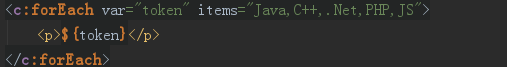 <c:forEach var="token" items="Java,C++,.Net,PHP,JS">
<p>${token}</p>
</c:forEach>